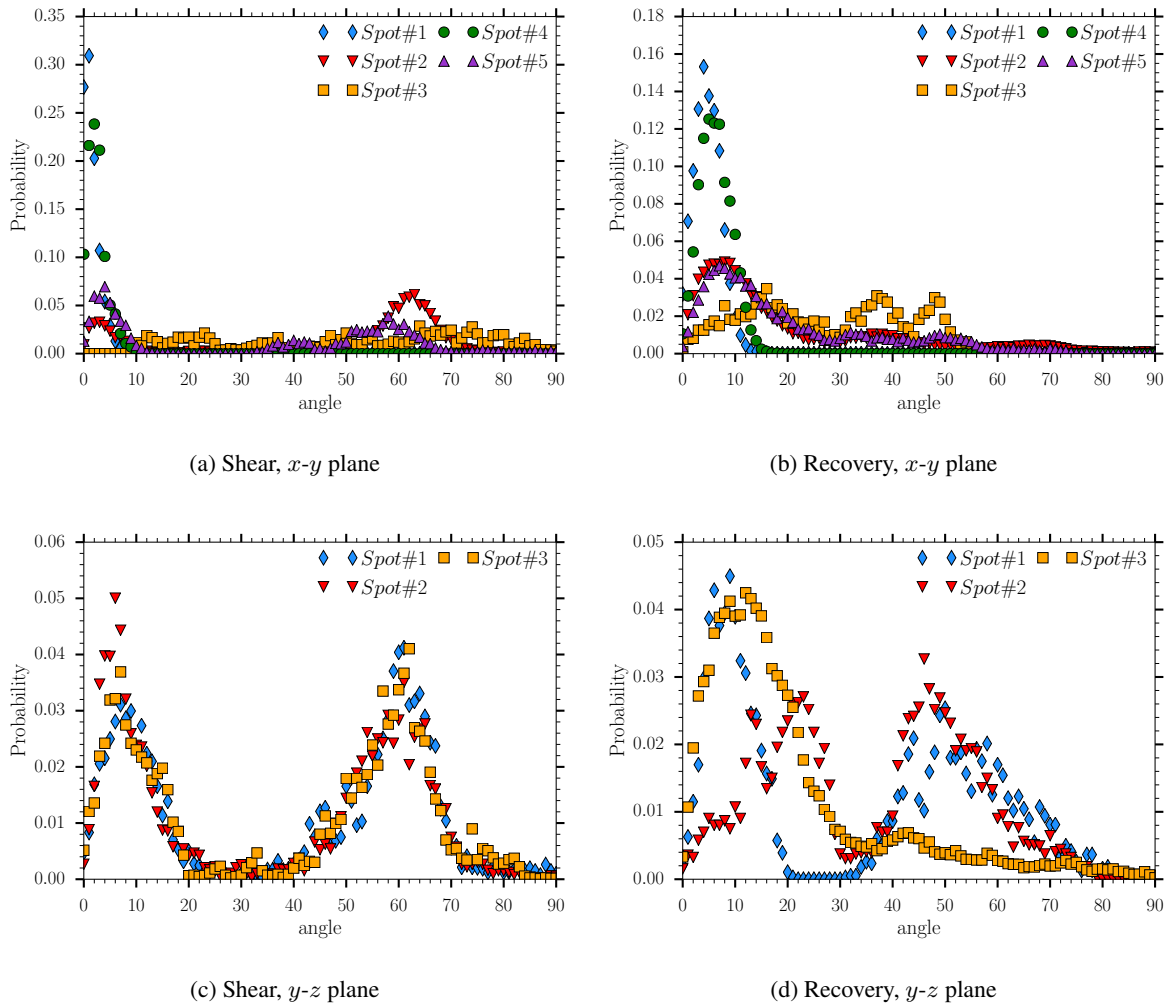 Spot#1 Spot#4
Spot#2 Spot#5
Spot#3
0.35
0.30
0.25
0.20
0.15
0.10
0.05
0.00
Probability
0 10 20 30 40 50 60 70 80 90
angle
(a) Shear, x-y plane
Spot#1 Spot#4
Spot#2 Spot#5
Spot#3
0.18
0.16
0.14
0.12
0.10
0.08
0.06
0.04
0.02
0.00
Probability
0 10 20 30 40 50 60 70 80 90
angle
(b) Recovery, x-y plane
Spot#1 Spot#3
Spot#2
0.06
0.05
0.04
0.03
0.02
0.01
0.00
Probability
0 10 20 30 40 50 60 70 80 90
angle
(c) Shear, y-z plane
Spot#1 Spot#3
Spot#2
0.05
0.04
0.03
0.02
0.01
0.00
Probability
0 10 20 30 40 50 60 70 80 90
angle
(d) Recovery, y-z plane